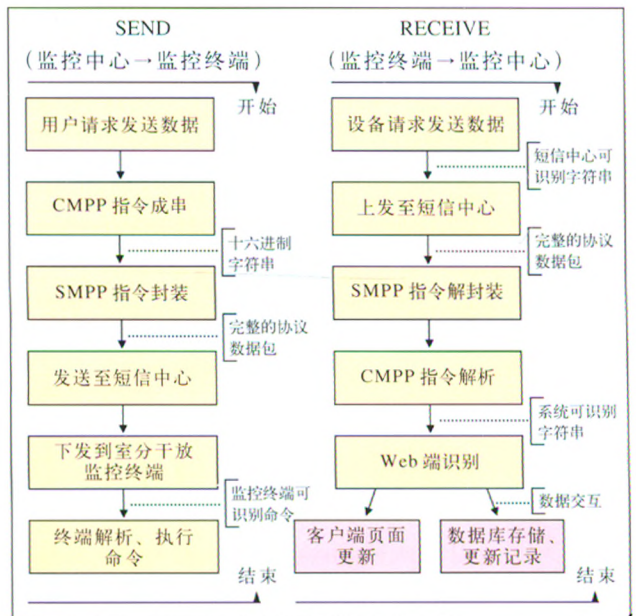 SEND
(监控中心→监控终端)
开始
用户请求发送数据
CMPP 指令成串
十六进制
字符串
SMPP 指令封装
完整的协议
数据包
发送至短信中心
下发到室分干放
监控终端
监控终端可
识别命令
终端解析、执行
命令
结束
RECEIVE
(监控终端→监控中心)
开始
设备请求发送数据
短信中心可
识别字符串
上发至短信中心
完整的协议
数据包
SMPP 指令解封装
CMPP 指令解析
系统可识别
字符串
Web 端识别
数据交互
客户端页面
更新
数据库存储、
更新记录
结束